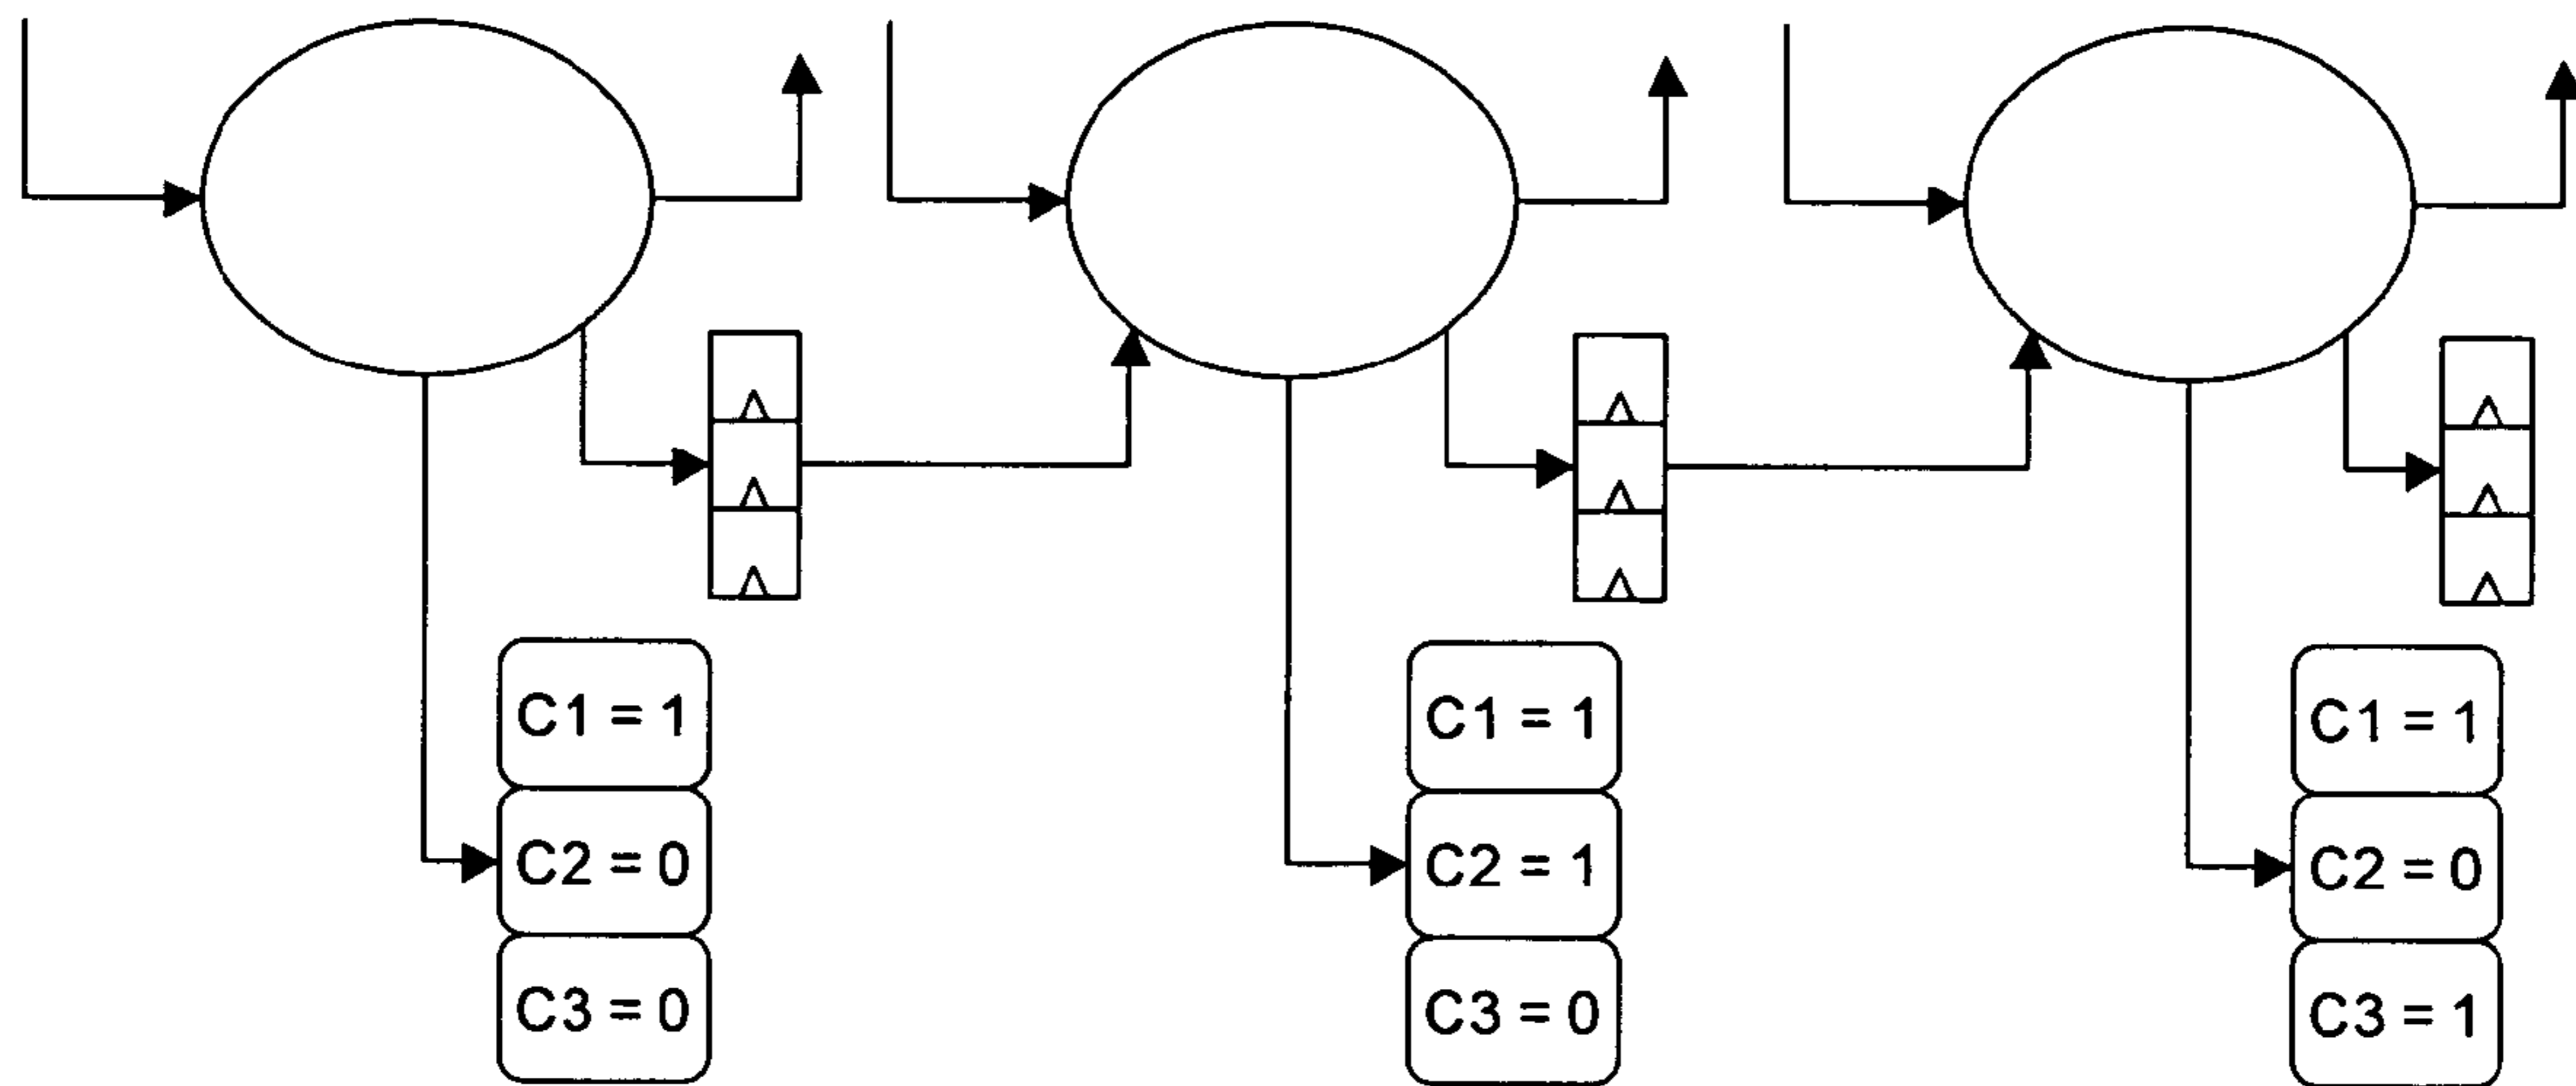 C1 = 1
C2 = 0
C3 = 0
C1 = 1
C2 = 1
C3 = 0
C1 = 1
C2 = 0
C3 = 1